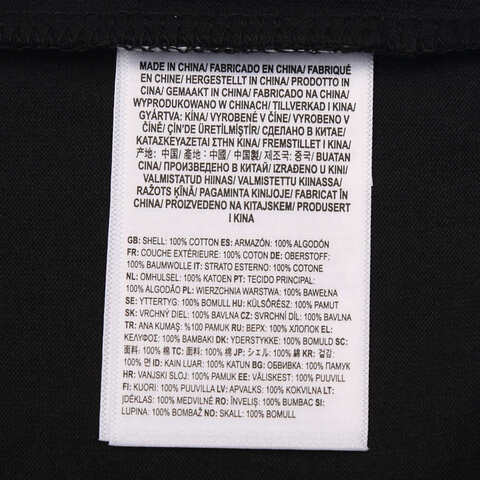 MADE IN CHINA/ FABRICADO EN CHINA/ FABRIQUÉ
EN CHINE/ HERGESTELLT IN CHINA/ PRODOTTO IN
CINA/ GEMAAKT IN CHINA/ FABRICADO NA CHINA/
WYPRODUKOWANO W CHINACH/ TILLVERKAD I KINA/
GYÁRTVA: KÍNA/ VYROBENÉ V ČÍNE/ VYROBENO V
ČÍNĚ/ ÇİN'DE ÜRETİLMİŞTİR/ СДЕЛАНО В КИТАЕ/
ΚΑΤΑΣΚΕΥΑΖΕΤΑΙ ΣΤΗΝ ΚΙΝΑ/ FREMSTILLET I KINA/
产地: 中国/ 產地: 中國/ 中国製/ 제조국: 중국/ BUATAN
CINA/ ПРОИЗВЕДЕНО В КИТАЙ/ IZRAĐENO U KINI/
VALMISTATUD HIINAS/ VALMISTETTU KIINASSA/
RAŽOTS ĶĪNĀ/ PAGAMINTA KINIJOJE/ FABRICAT ÎN
CHINA/ PROIZVEDENO NA KITAJSKEM/ PRODUSERT
I KINA
GB: SHELL: 100% COTTON ES: ARMAZÓN: 100% ALGODÓN
FR: COUCHE EXTÉRIEURE: 100% COTON DE: OBERSTOFF:
100% BAUMWOLLE IT: STRATO ESTERNO: 100% COTONE
NL: OMHULSEL: 100% KATOEN PT: TECIDO PRINCIPAL:
100% ALGODÃO PL: WIERZCHNIA WARSTWA: 100% BAWEŁNA
SE: YTTERTYG: 100% BOMULL HU: KÜLSŐRÉSZ: 100% PAMUT
SK: VRCHNÝ DIEL: 100% BAVLNA CZ: SVRCHNÍ DÍL: 100% BAVLNA
TR: ANA KUMAŞ: %100 PAMUK RU: ВЕРХ: 100% ХЛОПОК EL:
ΚΕΛΥΦΟΣ: 100% ΒΑΜΒΑΚΙ DK: YDERSTYKKE: 100% BOMULD SC:
面料: 100% 棉 TC: 面料: 100% 棉 JP: シェル: 100% 綿 KR: 겉감:
100% 면 ID: KAIN LUAR: 100% KATUN BG: ОБВИВКА: 100% ПАМУК
HR: VANJSKI SLOJ: 100% PAMUK EE: VÄLISKEST: 100% PUUVILL
FI: KUORI: 100% PUUVILLA LV: APVALKS: 100% KOKVILNA LT:
ĮDĖKLAS: 100% MEDVILNĖ RO: ÎNVELIŞ: 100% BUMBAC SI:
LUPINA: 100% BOMBAŽ NO: SKALL: 100% BOMULL